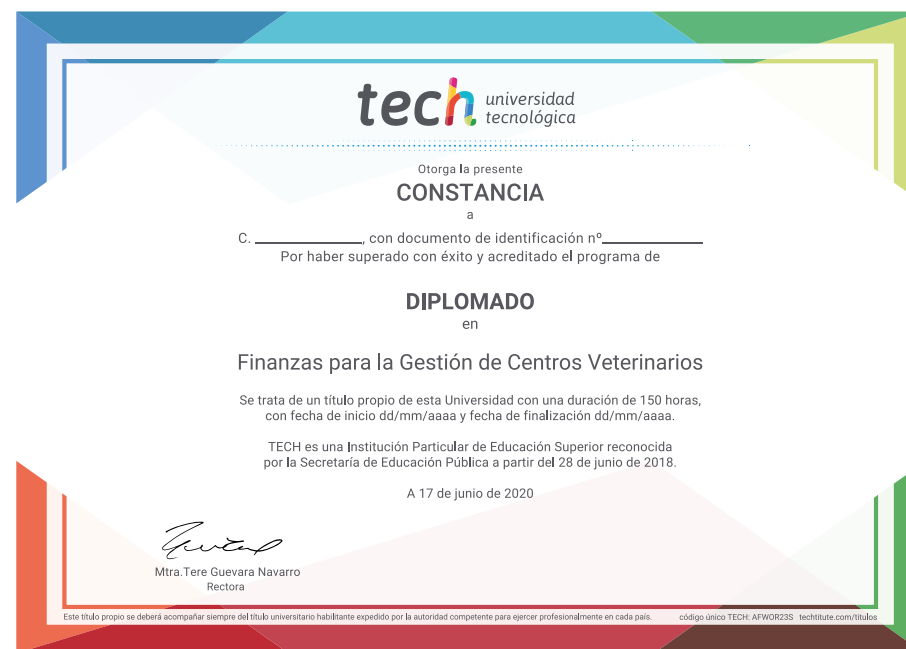 tech universidad
tecnológica
Otorga la presente
CONSTANCIA
a
C. ______________, con documento de identificación nº_____________
Por haber superado con éxito y acreditado el programa de
DIPLOMADO
en
Finanzas para la Gestión de Centros Veterinarios
Se trata de un título propio de esta Universidad con una duración de 150 horas,
con fecha de inicio dd/mm/aaaa y fecha de finalización dd/mm/aaaa.
TECH es una Institución Particular de Educación Superior reconocida
por la Secretaría de Educación Pública a partir del 28 de junio de 2018.
A 17 de junio de 2020
Mtra.Tere Guevara Navarro
Rectora
Este título propio se deberá acompañar siempre del título universitario habilitante expedido por la autoridad competente para ejercer profesionalmente en cada país. código único TECH: AFWOR23S techtitute.com/titulos